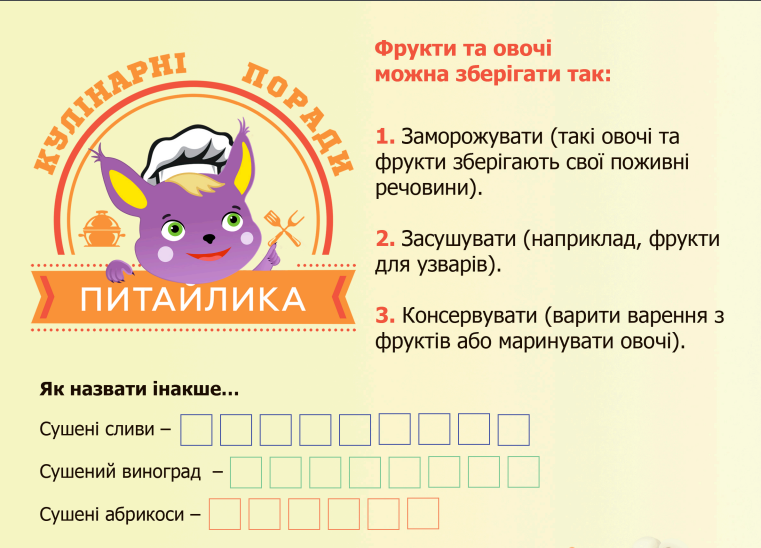 КУЛІНАРНІ ПОРАДИ
ПИТАЙЛИКА
Фрукти та овочі
можна зберігати так:
1. Заморожувати (такі овочі та
фрукти зберігають свої поживні
речовини).
2. Засушувати (наприклад, фрукти
для узварів).
3. Консервувати (варити варення з
фруктів або маринувати овочі).
Як назвати інакше...
Сушені сливи –
Сушений виноград –
Сушені абрикоси –